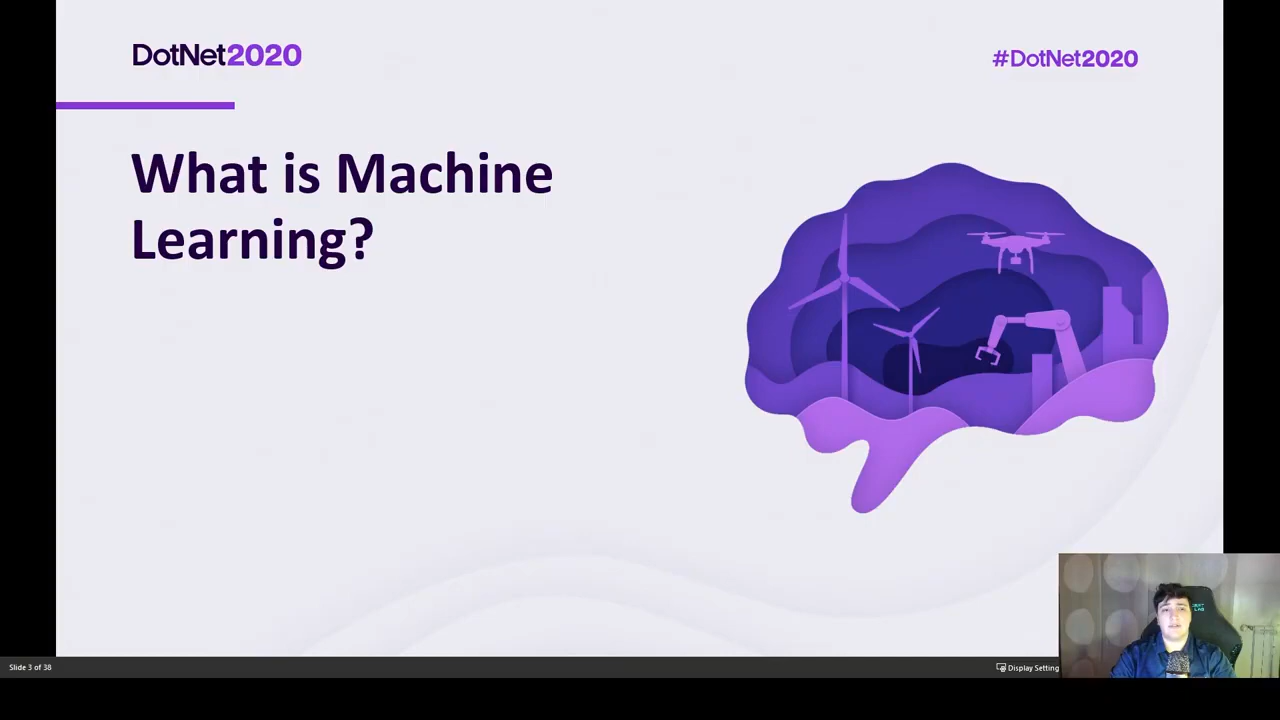 DotNet2020
#DotNet2020
What is Machine
Learning?
Slide 3 of 38
Display Setting